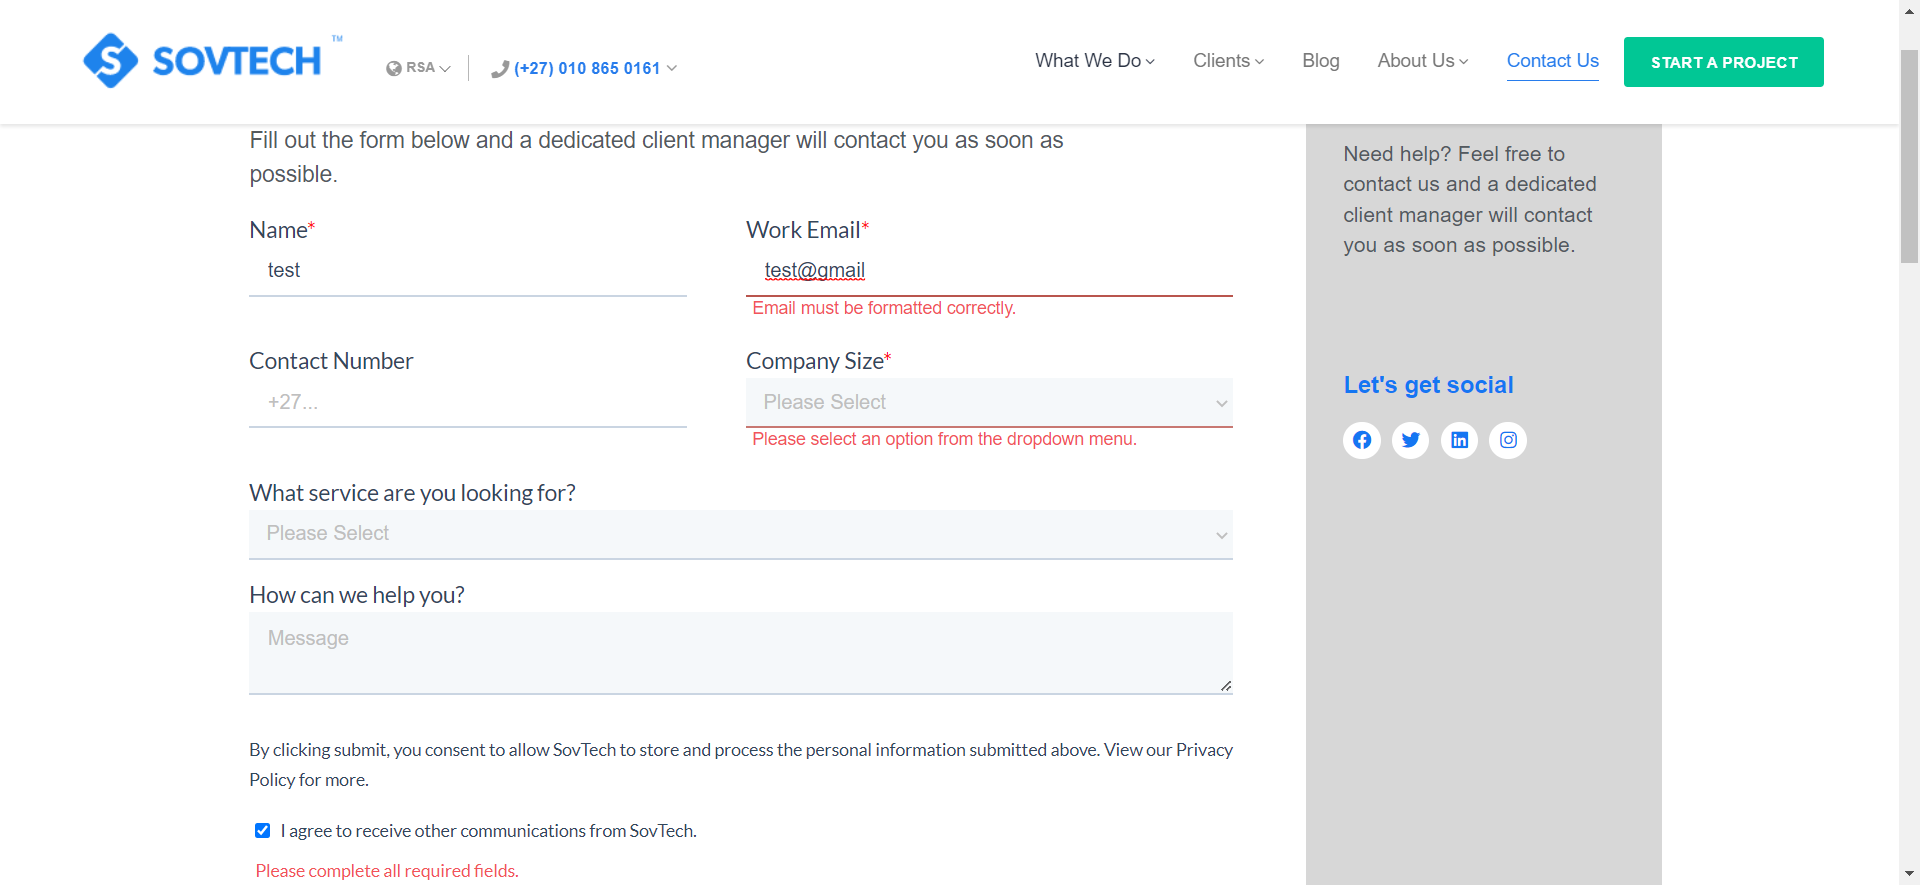 SOVTECH ™
RSA
(+27) 010 865 0161
What We Do
Clients
Blog
About Us
Contact Us
START A PROJECT
Fill out the form below and a dedicated client manager will contact you as soon as
possible.
Name*
test
Work Email*
test@gmail
Email must be formatted correctly.
Contact Number
+27...
Company Size*
Please Select
Please select an option from the dropdown menu.
What service are you looking for?
Please Select
How can we help you?
Message
By clicking submit, you consent to allow SovTech to store and process the personal information submitted above. View our Privacy
Policy for more.
I agree to receive other communications from SovTech.
Please complete all required fields.
Need help? Feel free to
contact us and a dedicated
client manager will contact
you as soon as possible.
Let's get social